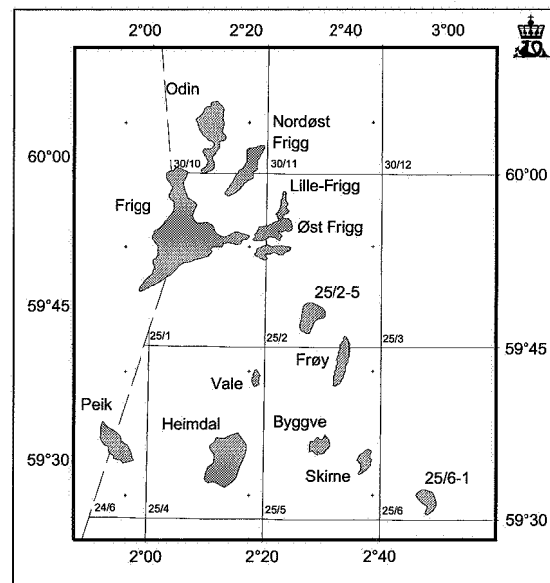 2°00 2°20 2°40 3°00
Odin
Nordøst
Frigg
60°00 30/10 30/11 30/12 60°00
Lille-Frigg
Frigg
Øst Frigg
25/2-5
59°45
25/1 25/2 25/3 59°45
Frøy
Vale
Peik Heimdal Byggve
59°30
Skirne
25/6-1
24/6 25/4 25/5 25/6 59°30
2°00 2°20 2°40